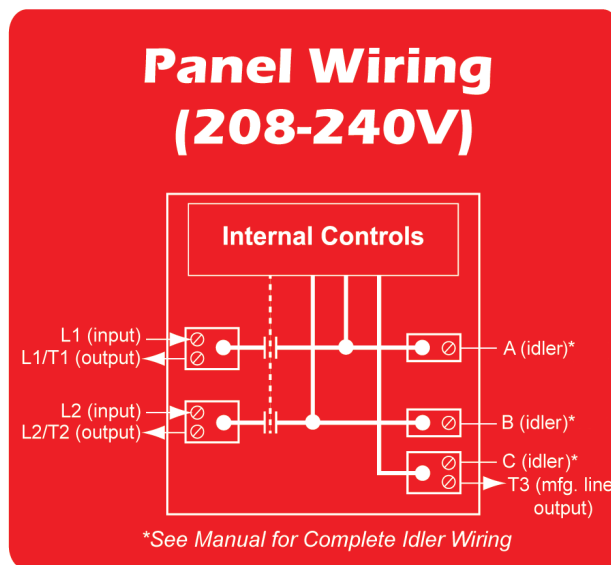 Panel Wiring
(208-240V)
Internal Controls
L1 (input)
L1/T1 (output)
L2 (input)
L2/T2 (output)
A (idler)*
B (idler)*
C (idler)*
T3 (mfg. line
output)
*See Manual for Complete Idler Wiring